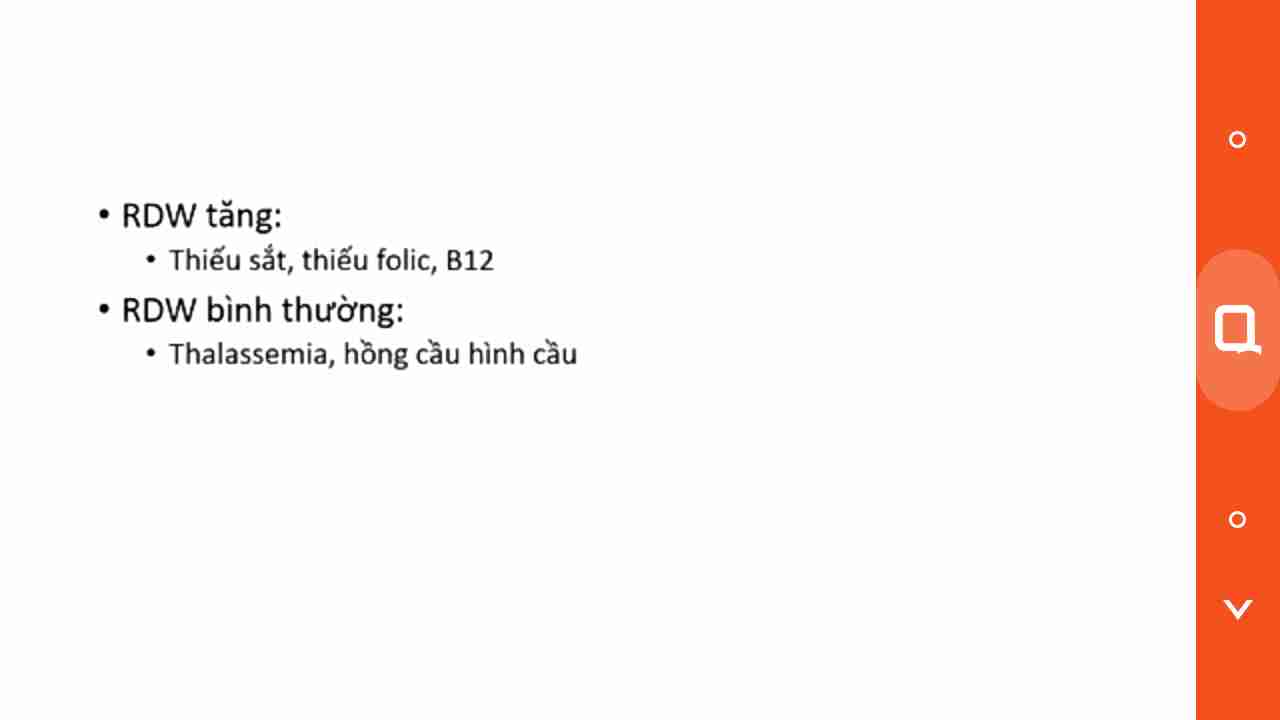 • RDW tăng:
• Thiếu sắt, thiếu folic, B12
• RDW bình thường:
• Thalassemia, hồng cầu hình cầu